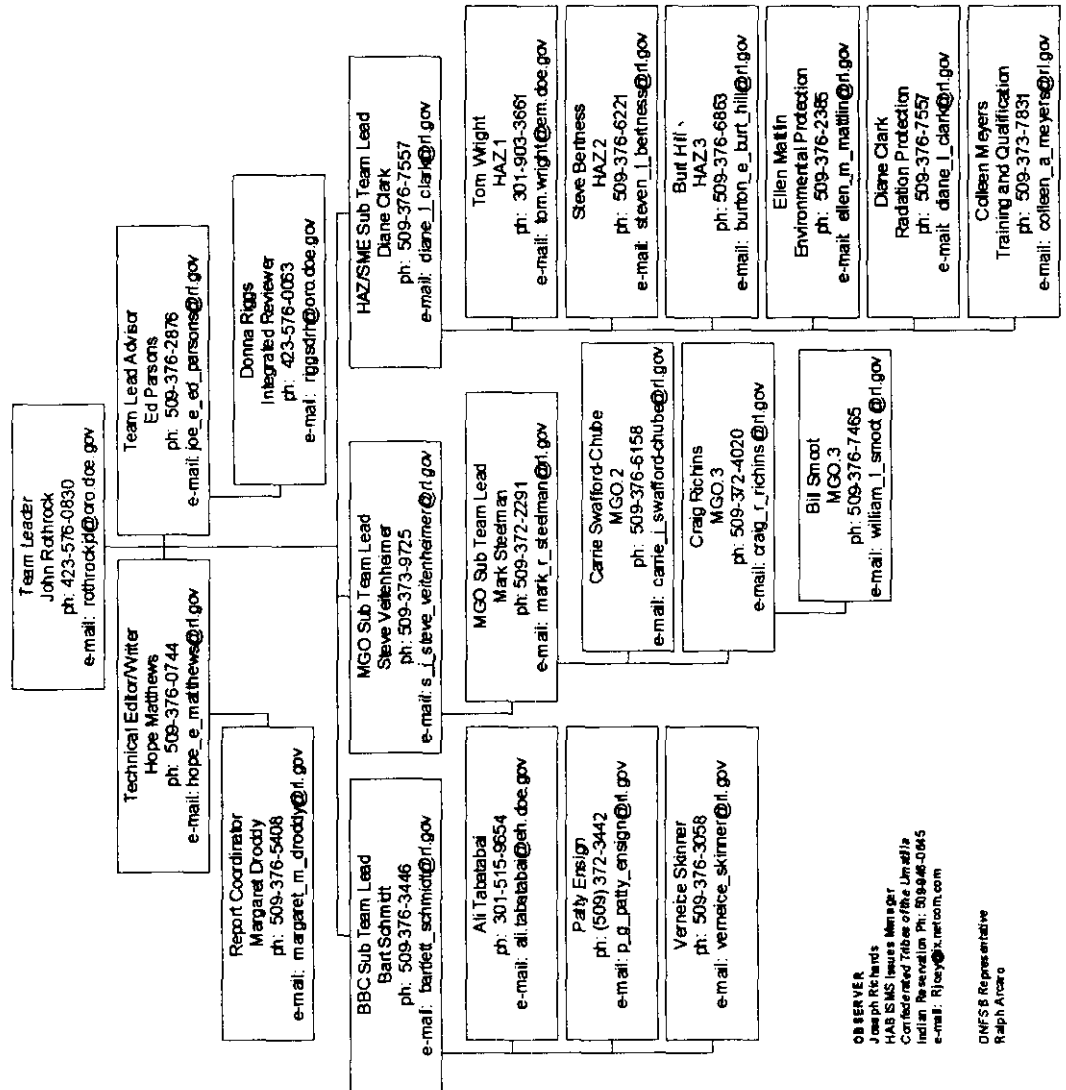 Team Leader
John Rothrock
ph: 423-576-0830
e-mail: rothrockjp@oro.doe.gov
Technical Editor/Writer
Hope Matthews
ph: 509-376-0744
e-mail: hope_e_matthews@rl.gov
Team Lead Advisor
Ed Parsons
ph: 509-376-2876
e-mail: joe_e_ed_parsons@rl.gov
Report Coordinator
Margaret Droddy
ph: 509-376-5408
e-mail: margaret_m_droddy@rl.gov
Donna Riggs
Integrated Reviewer
ph: 423-576-0063
e-mail: riggsdrh@oro.doe.gov
BBC Sub Team Lead
Bart Schmidt
ph: 509-376-3446
e-mail: bartlett_schmidt@rl.gov
MGO Sub Team Lead
Steve Veitenheimer
ph: 509-373-9725
e-mail: s_j_steve_veitenheimer@rl.gov
HAZ/SME Sub Team Lead
Diane Clark
ph: 509-376-7557
e-mail: diane_l_clark@rl.gov
Ali Tabatabai
ph: 301-515-9654
e-mail: ali.tabatabai@eh.doe.gov
Patty Ensign
ph: (509) 372-3442
e-mail: p_g_patty_ensign@rl.gov
Verneice Skinner
ph: 509-376-3058
e-mail: verneice_skinner@rl.gov
MGO Sub Team Lead
Mark Steelman
ph: 509-372-2291
e-mail: mark_r_steelman@rl.gov
Carrie Swafford-Chube
MGO.2
ph: 509-376-6158
e-mail: carrie_j_swafford-chube@rl.gov
Craig Richins
MGO.3
ph: 509-372-4020
e-mail: craig_r_richins@rl.gov
Bill Smoot
MGO.3
ph: 509-376-7465
e-mail: william_l_smoot@rl.gov
Tom Wright
HAZ.1
ph: 301-903-3661
e-mail: tom.wright@em.doe.gov
Steve Bertness
HAZ.2
ph: 509-376-6221
e-mail: steven_l_bertness@rl.gov
Burt Hill
HAZ.3
ph: 509-376-6863
e-mail: burton_e_burt_hill@rl.gov
Ellen Mattlin
Environmental Protection
ph: 509-376-2385
e-mail: ellen_m_mattlin@rl.gov
Diane Clark
Radiation Protection
ph: 509-376-7557
e-mail: diane_l_clark@rl.gov
Colleen Meyers
Training and Qualification
ph: 509-373-7831
e-mail: colleen_a_meyers@rl.gov
OBSERVER
Joseph Richards
HAB ISMS Issues Manager
Confederated Tribes of the Umatilla
Indian Reservation Ph: 509-946-0645
e-mail: Rjoey@ix.netcom.com
DNFSB Representative
Ralph Arcaro